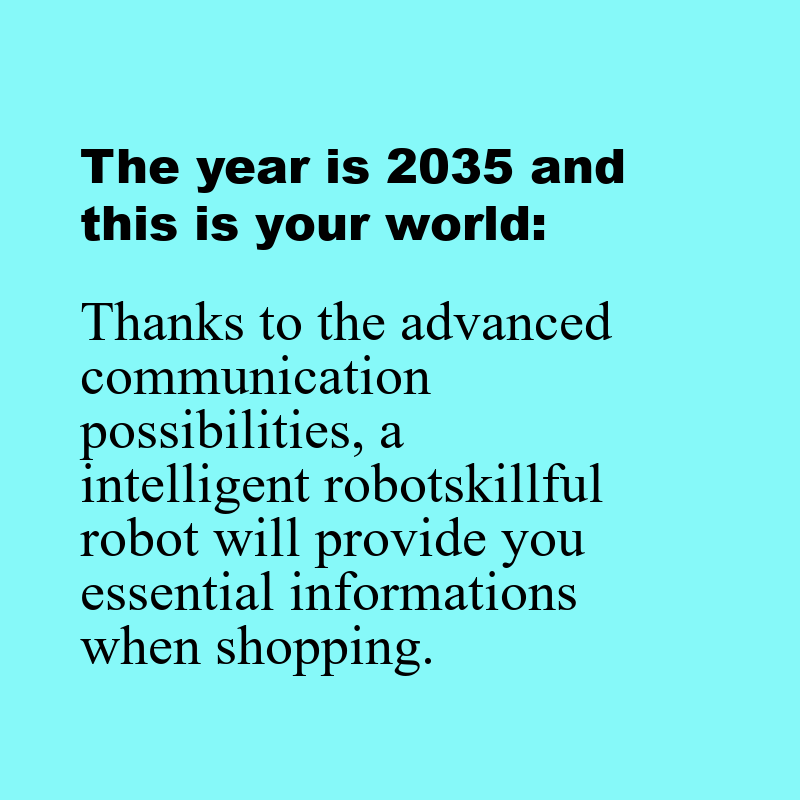 The year is 2035 and
this is your world:
Thanks to the advanced
communication
possibilities, a
intelligent robotskillful
robot will provide you
essential informations
when shopping.